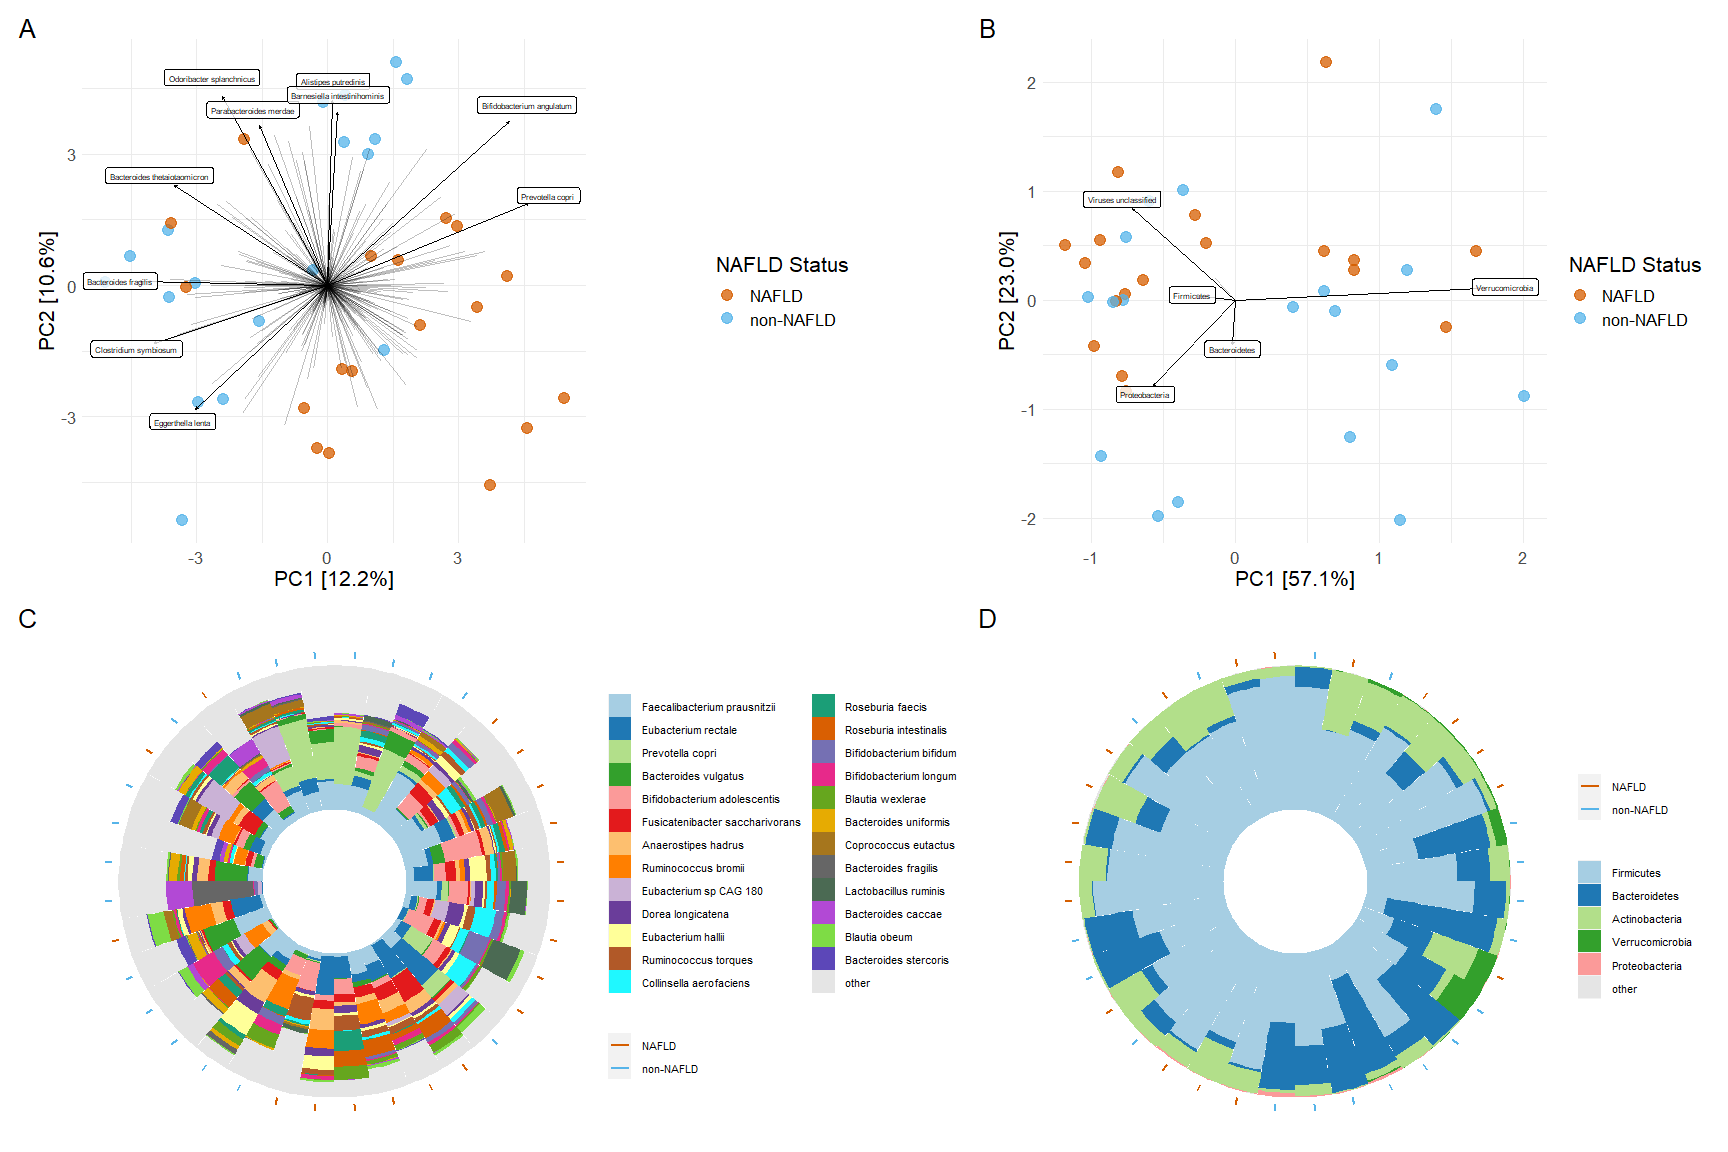 A
Odoribacter splanchnicus
Alistipes putredinis
Barnesiella intestinihominis
Parabacteroides merdae
Bifidobacterium angulatum
Bacteroides thetaiotaomicron
Prevotella copri
Bacteroides fragilis
Clostridium symbiosum
Eggerthella lenta
3
0
-3
PC2 [10.6%]
-3
0
3
PC1 [12.2%]
NAFLD Status
NAFLD
non-NAFLD
B
Viruses unclassified
Firmicutes
Verrucomicrobia
Bacteroidetes
Proteobacteria
2
1
0
-1
-2
PC2 [23.0%]
-1
0
1
2
PC1 [57.1%]
NAFLD Status
NAFLD
non-NAFLD
C
Faecalibacterium prausnitzii
Eubacterium rectale
Prevotella copri
Bacteroides vulgatus
Bifidobacterium adolescentis
Fusicatenibacter saccharivorans
Anaerostipes hadrus
Ruminococcus bromii
Eubacterium sp CAG 180
Dorea longicatena
Eubacterium hallii
Ruminococcus torques
Collinsella aerofaciens
Roseburia faecis
Roseburia intestinalis
Bifidobacterium bifidum
Bifidobacterium longum
Blautia wexlerae
Bacteroides uniformis
Coprococcus eutactus
Bacteroides fragilis
Lactobacillus ruminis
Bacteroides caccae
Blautia obeum
Bacteroides stercoris
other
NAFLD
non-NAFLD
D
NAFLD
non-NAFLD
Firmicutes
Bacteroidetes
Actinobacteria
Verrucomicrobia
Proteobacteria
other